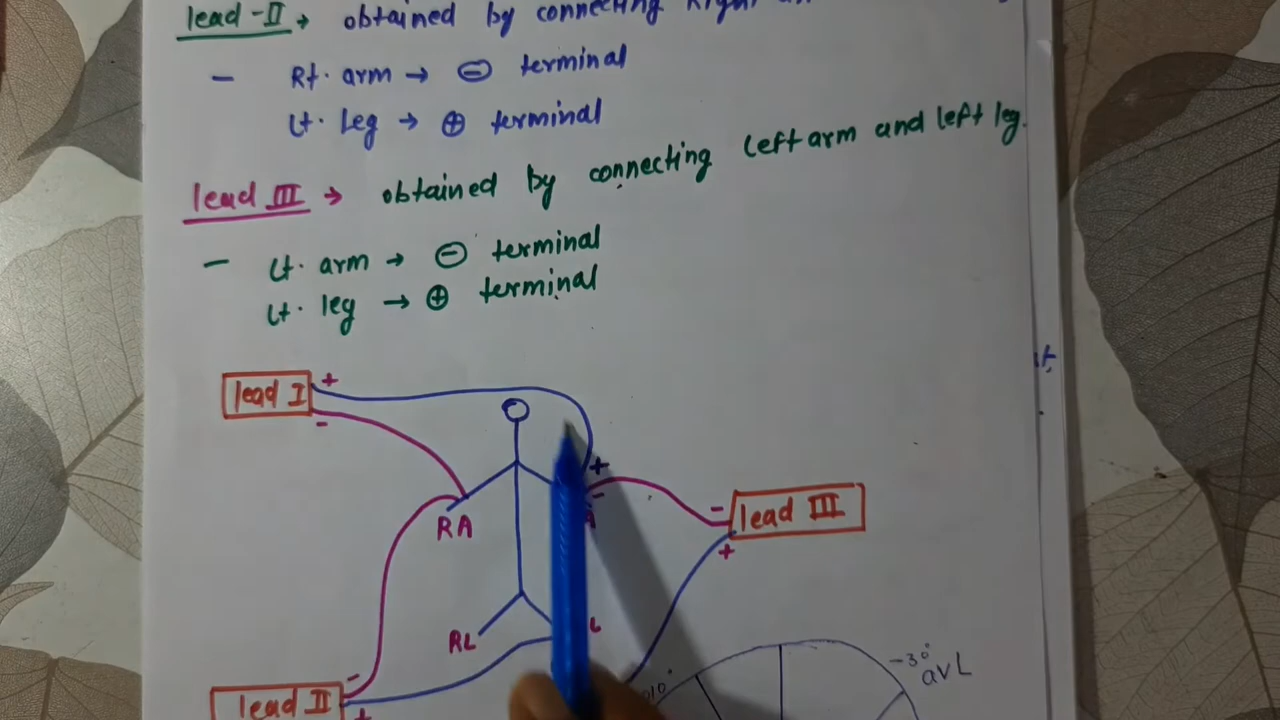 lead-II → obtained by connecting Right
- Rt. arm → ⊖ terminal
Lt. Leg → ⊕ terminal
lead III → obtained by connecting Left arm and left leg.
- Lt. arm → ⊖ terminal
Lt. leg → ⊕ terminal
lead I + -
+ -
RA
- lead III +
RL
L
lead II - +
-30°
avL